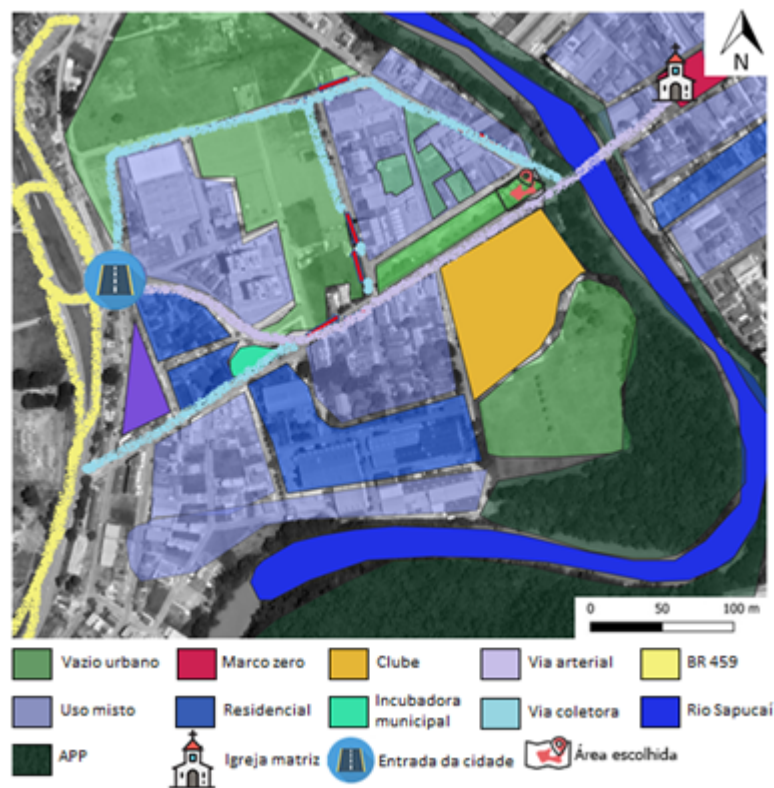 N
0 50 100 m
Vazio urbano
Marco zero
Clube
Via arterial
BR 459
Uso misto
Residencial
Incubadora
municipal
Via coletora
Rio Sapucaí
APP
Igreja matriz
Entrada da cidade
Área escolhida